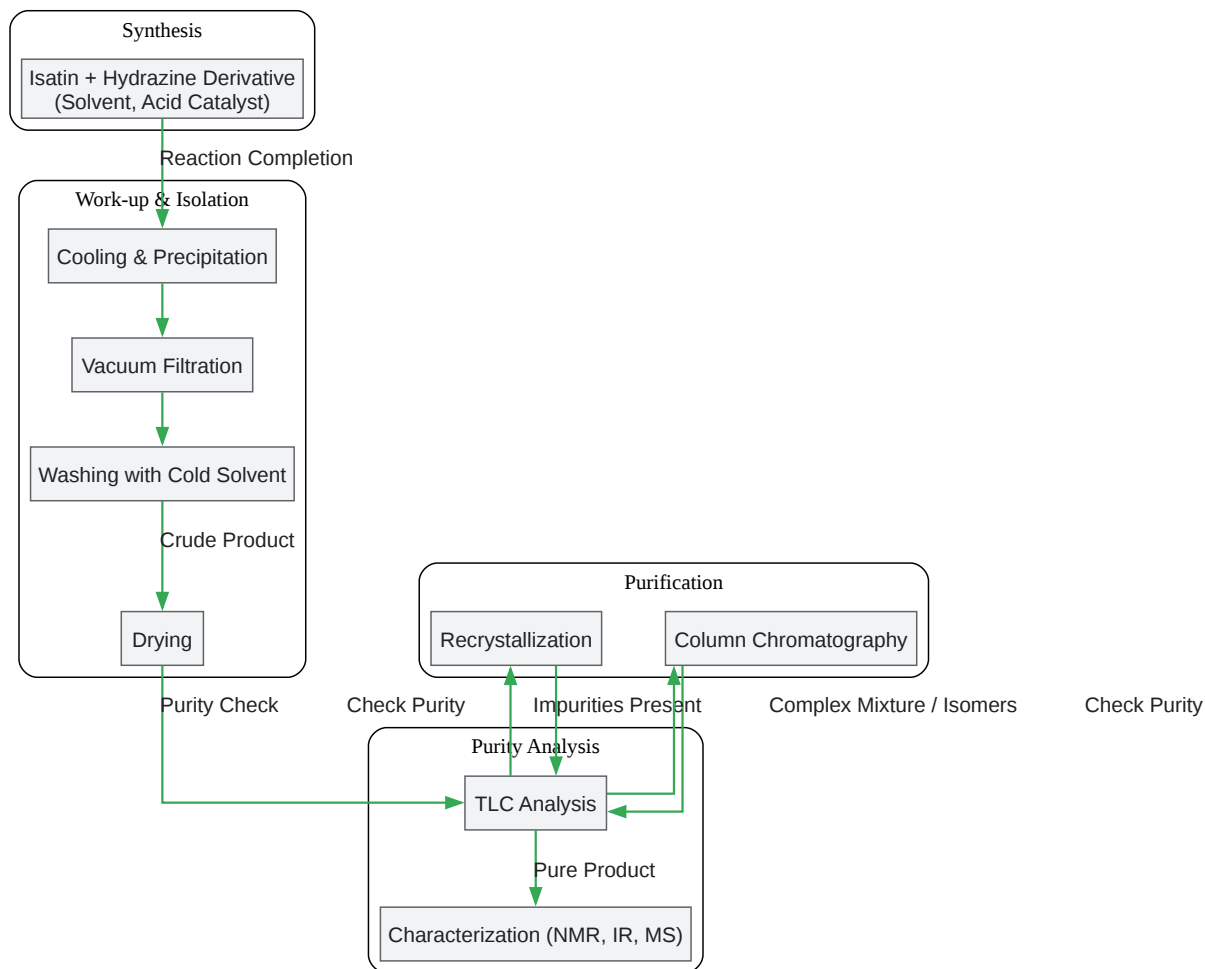 Synthesis
Isatin + Hydrazine Derivative
(Solvent, Acid Catalyst)
Reaction Completion
Work-up & Isolation
Cooling & Precipitation
Vacuum Filtration
Washing with Cold Solvent
Crude Product
Drying
Purification
Recrystallization
Column Chromatography
Purity Check
Check Purity
Impurities Present
Complex Mixture / Isomers
Check Purity
Purity Analysis
TLC Analysis
Pure Product
Characterization (NMR, IR, MS)